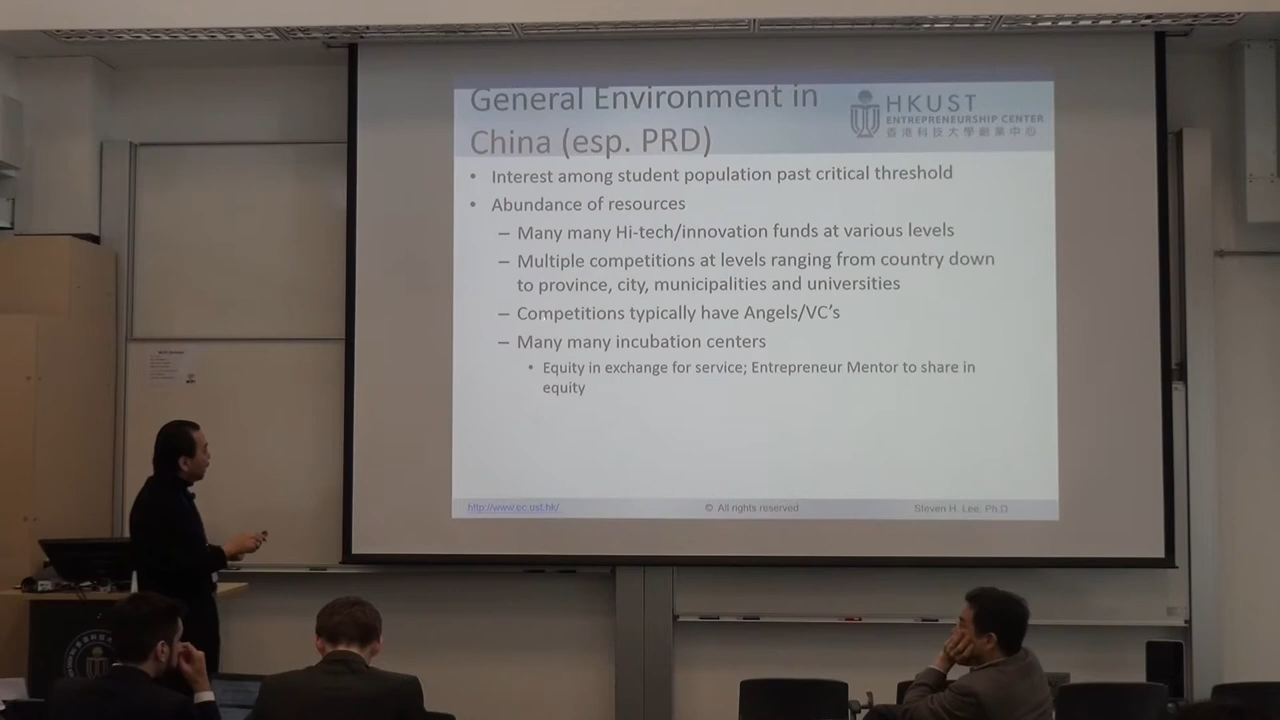 General Environment in
China (esp. PRD)
HKUST
ENTREPRENEURSHIP CENTER
香港科技大學創業中心
• Interest among student population past critical threshold
• Abundance of resources
– Many many Hi-tech/innovation funds at various levels
– Multiple competitions at levels ranging from country down
to province, city, municipalities and universities
– Competitions typically have Angels/VC's
– Many many incubation centers
• Equity in exchange for service; Entrepreneur Mentor to share in
equity
http://www.ec.ust.hk/
© All rights reserved
Steven H. Lee, Ph.D